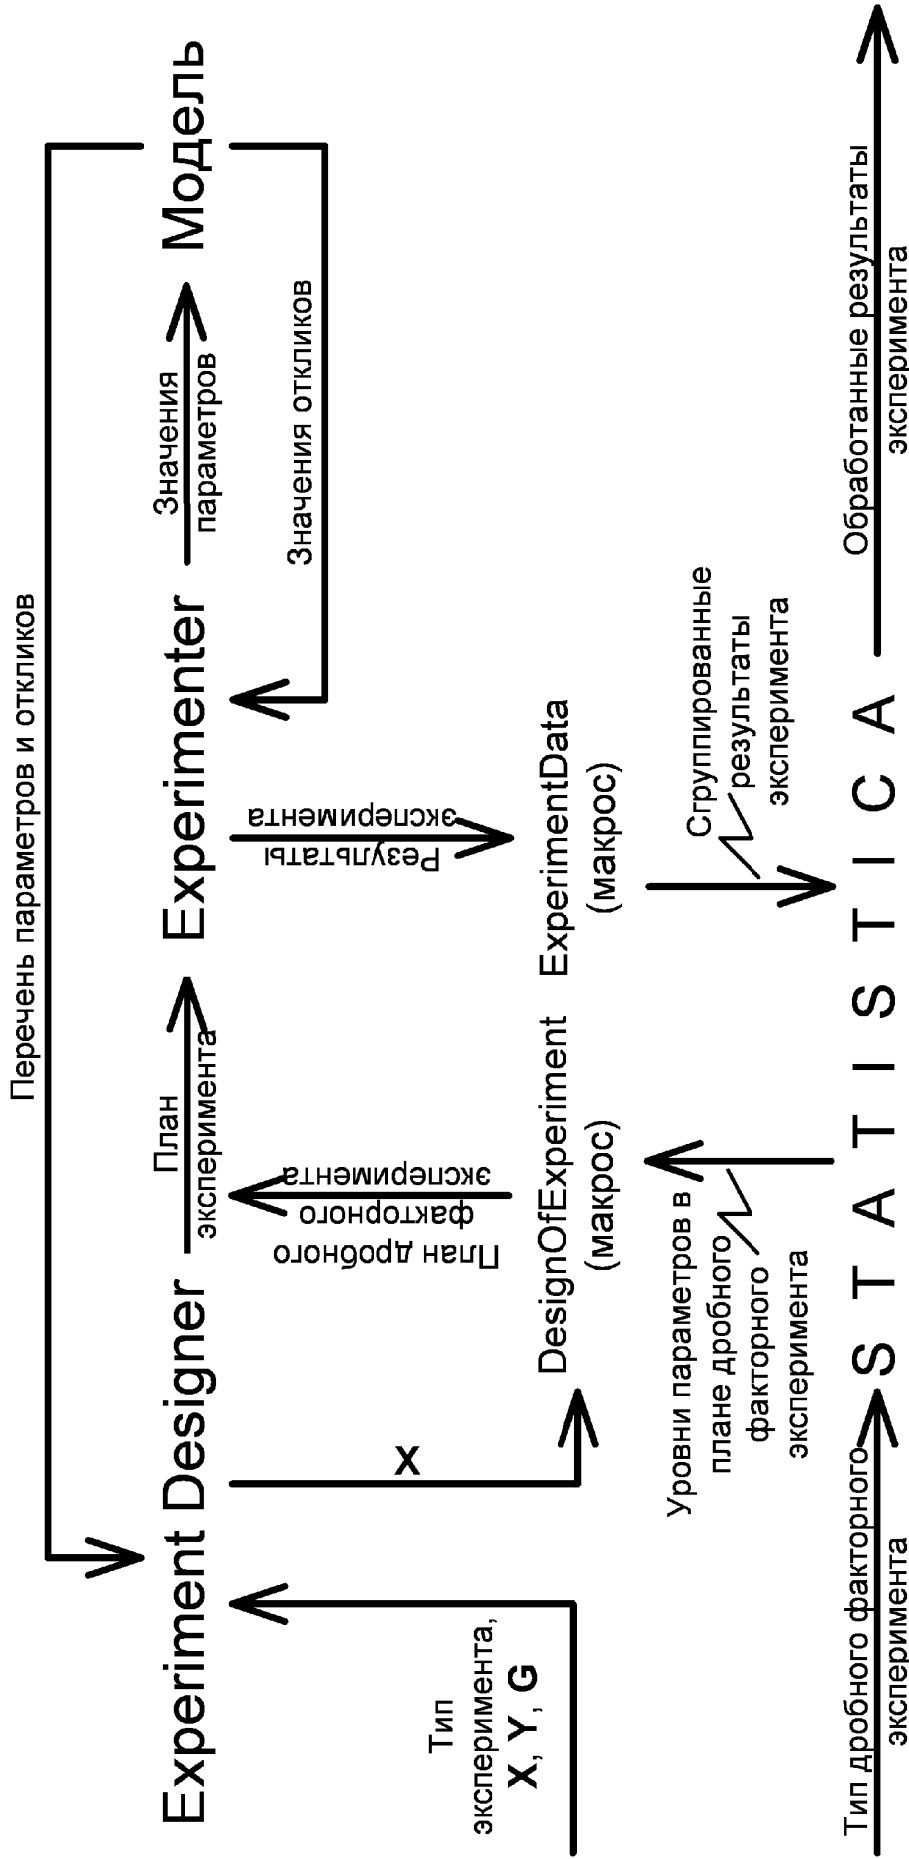 Перечень параметров и откликов
Experiment Designer
План
эксперимента
Experimenter
Значения
параметров
Модель
Значения откликов
Тип
эксперимента,
X, Y, G
X
План дробного
факторного
эксперимента
Результаты
эксперимента
DesignOfExperiment
(макрос)
ExperimentData
(макрос)
Уровни параметров в
плане дробного
факторного
эксперимента
Сгруппированные
результаты
эксперимента
Тип дробного факторного
эксперимента
STATISTICA
Обработанные результаты
эксперимента